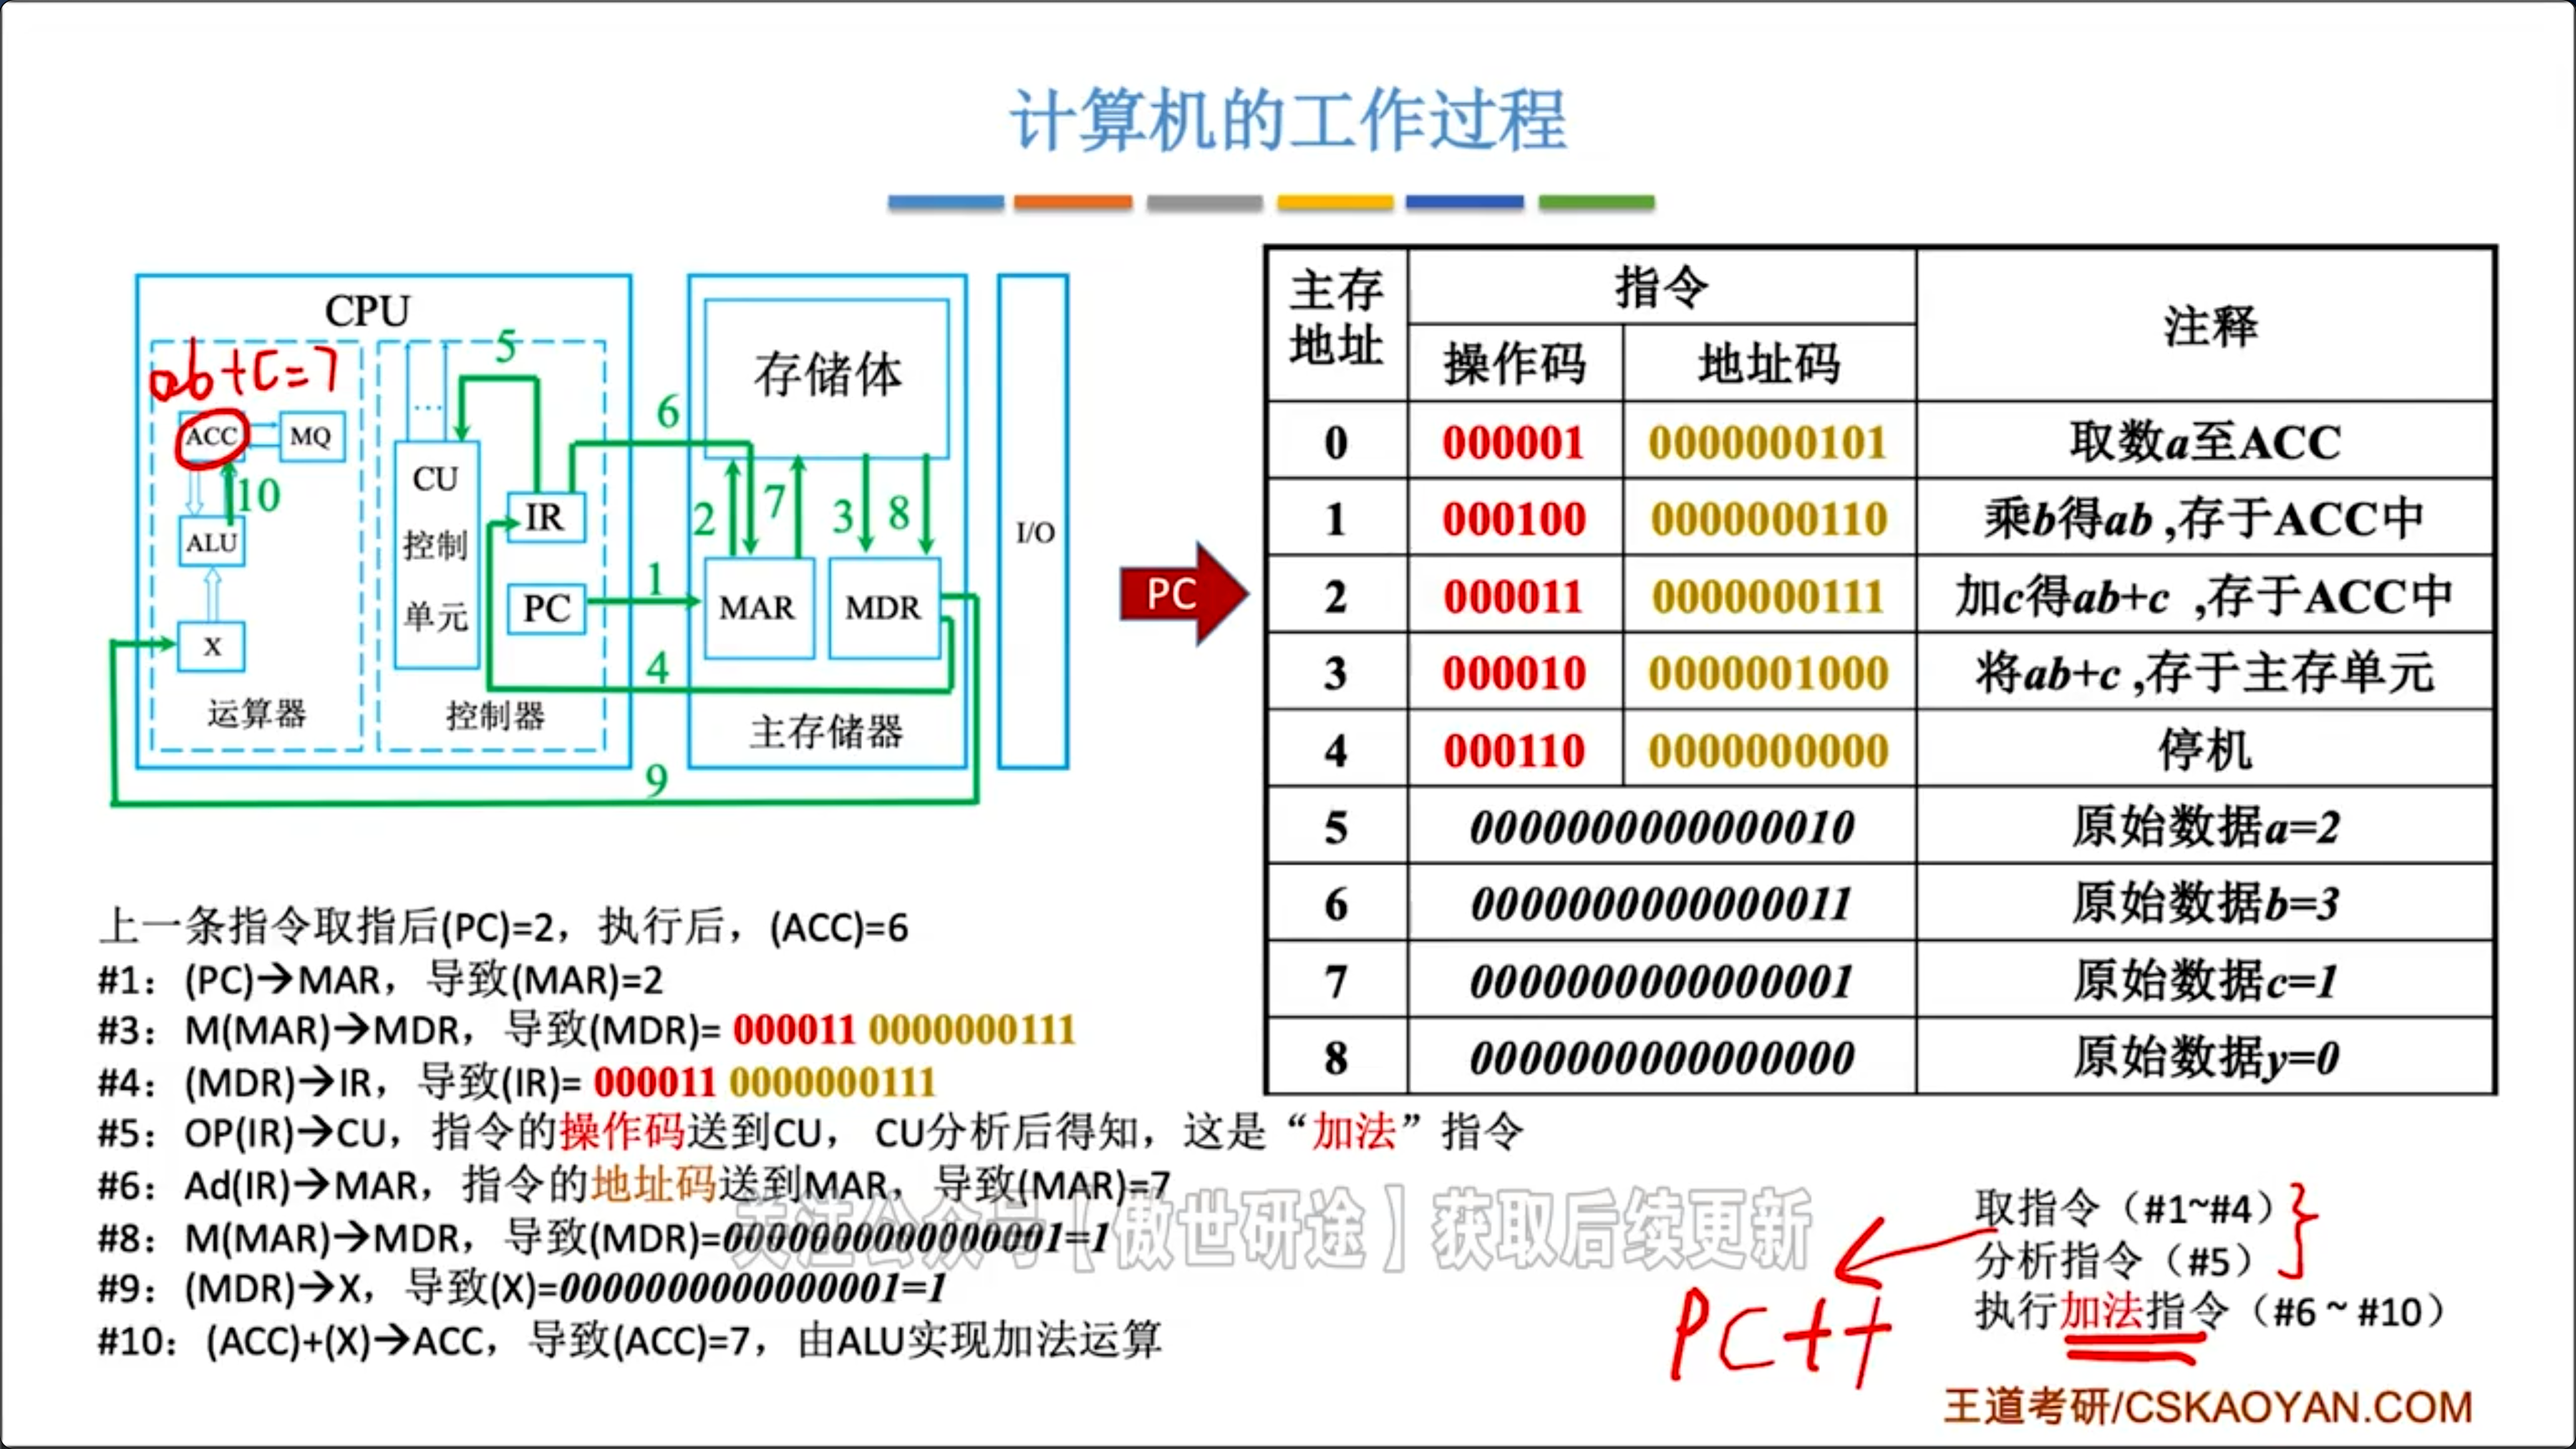 计算机的工作过程
CPU
ab+c=7
ACC
MQ
10
ALU
X
运算器
5
...
CU
控制
单元
IR
PC
控制器
6
1
4
9
存储体
2
7
3
8
MAR
MDR
主存储器
I/O
PC
主存地址 指令 注释
操作码 地址码
0 000001 0000000101 取数a至ACC
1 000100 0000000110 乘b得ab ,存于ACC中
2 000011 0000000111 加c得ab+c ,存于ACC中
3 000010 0000001000 将ab+c ,存于主存单元
4 000110 0000000000 停机
5 0000000000000010 原始数据a=2
6 0000000000000011 原始数据b=3
7 0000000000000001 原始数据c=1
8 0000000000000000 原始数据y=0
上一条指令取指后(PC)=2，执行后，(ACC)=6
#1：(PC)→MAR，导致(MAR)=2
#3：M(MAR)→MDR，导致(MDR)= 000011 0000000111
#4：(MDR)→IR，导致(IR)= 000011 0000000111
#5：OP(IR)→CU，指令的操作码送到CU， CU分析后得知，这是“加法”指令
#6：Ad(IR)→MAR，指令的地址码送到MAR，导致(MAR)=7
#8：M(MAR)→MDR，导致(MDR)=0000000000000001=1
#9：(MDR)→X，导致(X)=0000000000000001=1
#10：(ACC)+(X)→ACC，导致(ACC)=7，由ALU实现加法运算
关注公众号【傲世研途】获取后续更新
取指令（#1~#4）
分析指令（#5）
执行加法指令（#6 ~ #10）
PC++
王道考研/CSKAOYAN.COM